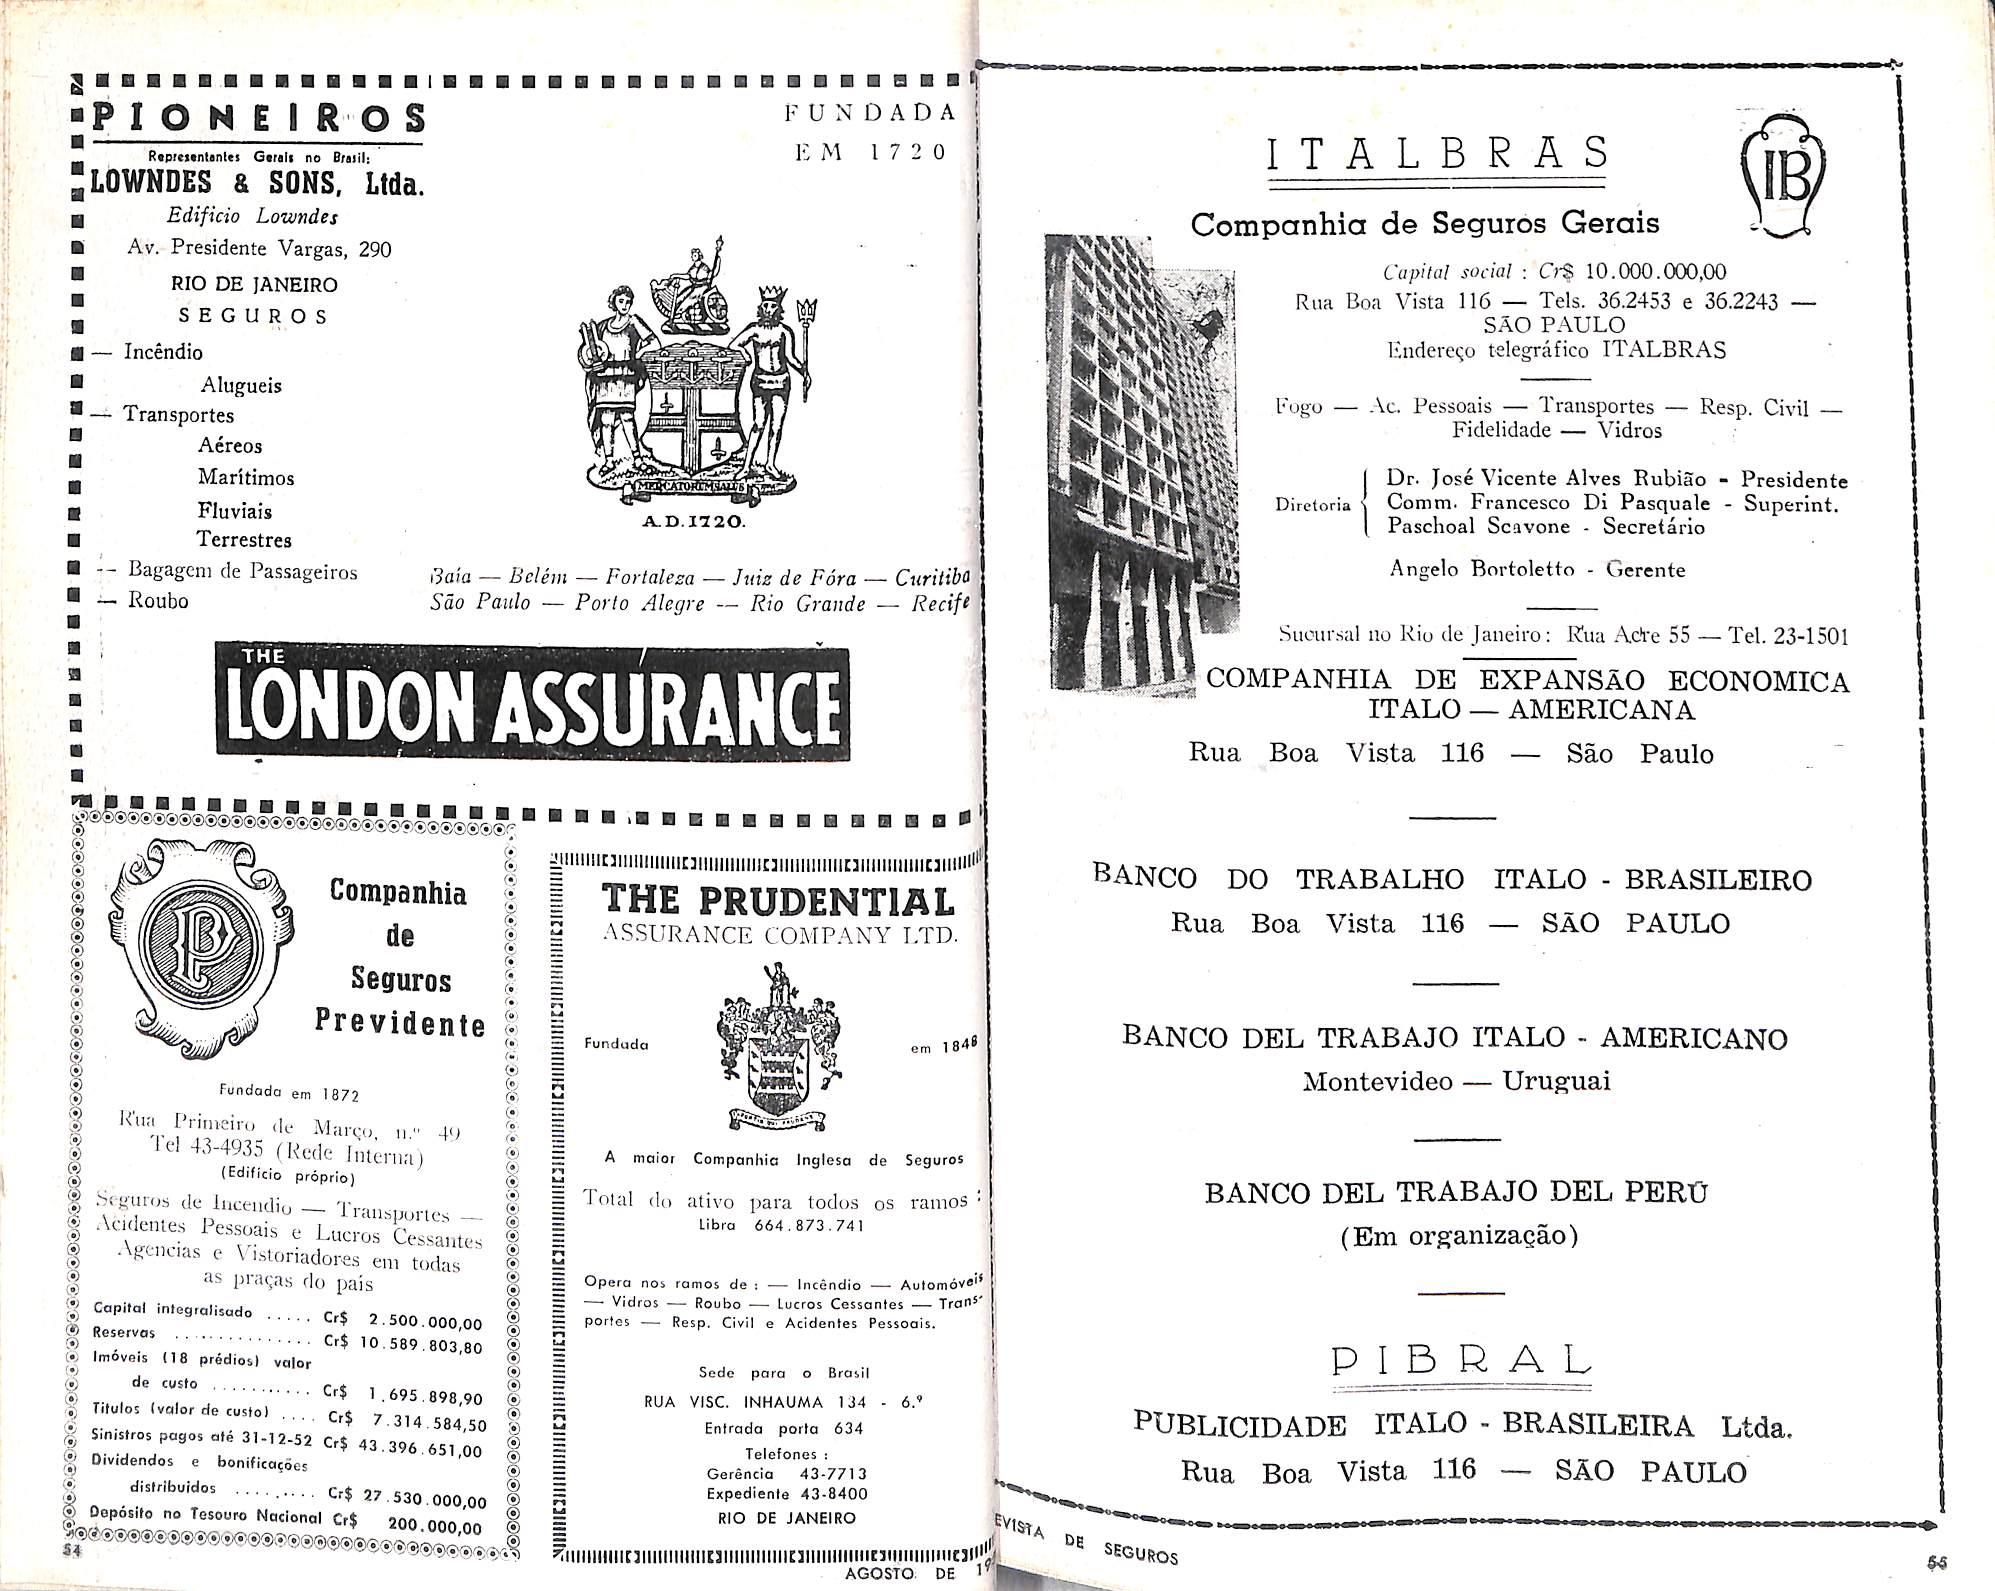 PIONEIROS
Representantes Gerais no Brasil:
LOWNDES & SONS, Ltda.
Edificio Lowndes
Av. Presidente Vargas, 290
RIO DE JANEIRO
SEGUROS
— Incêndio
Alugueis
— Transportes
Aéreos
Marítimos
Fluviais
Terrestres
-- Bagagem de Passageiros
— Roubo
FUNDADA
EM 1720
MERCATORUM SALUS
A.D.1720.
Baía — Belém — Fortaleza — Juiz de Fóra — Curitiba
São Paulo — Porto Alegre -- Rio Grande — Recife
THE
LONDON ASSURANCE
P
Companhia
de
Seguros
Previdente
Fundada em 1872
Rua Primeiro de Março, n.º 49
Tel 43-4935 (Rede Interna)
(Edifício próprio)
Seguros de Incendio — Transportes —
Acidentes Pessoais e Lucros Cessantes
Agencias e Vistoriadores em todas
as praças do país
Capital integralisado ..... Cr$ 2.500.000,00
Reservas .............. Cr$ 10.589.803,80
Imóveis (18 prédios) valor
de custo ........... Cr$ 1.695.898,90
Titulos (valor de custo) .... Cr$ 7.314.584,50
Sinistros pagos até 31-12-52 Cr$ 43.396.651,00
Dividendos e bonificações
distribuidos ......... Cr$ 27.530.000,00
Depósito no Tesouro Nacional Cr$ 200.000,00
54
THE PRUDENTIAL
ASSURANCE COMPANY LTD.
Fundada em 1848
A maior Companhia Inglesa de Seguros
Total do ativo para todos os ramos :
Libra 664.873.741
Opera nos ramos de : — Incêndio — Automóveis
— Vidros — Roubo — Lucros Cessantes — Trans-
portes — Resp. Civil e Acidentes Pessoais.
Sede para o Brasil
RUA VISC. INHAUMA 134 - 6.º
Entrada porta 634
Telefones :
Gerência 43-7713
Expediente 43-8400
RIO DE JANEIRO
AGOSTO DE 19
ITALBRAS
IB
Companhia de Seguros Gerais
Capital social : Cr$ 10.000.000,00
Rua Boa Vista 116 — Tels. 36.2453 e 36.2243 —
SÃO PAULO
Endereço telegráfico ITALBRAS
Fogo — Ac. Pessoais — Transportes — Resp. Civil —
Fidelidade — Vidros
Diretoria
Dr. José Vicente Alves Rubião - Presidente
Comm. Francesco Di Pasquale - Superint.
Paschoal Scavone - Secretário
Angelo Bortoletto - Gerente
Sucursal no Rio de Janeiro: Rua Acre 55 — Tel. 23-1501
COMPANHIA DE EXPANSÃO ECONOMICA
ITALO — AMERICANA
Rua Boa Vista 116 — São Paulo
BANCO DO TRABALHO ITALO - BRASILEIRO
Rua Boa Vista 116 — SÃO PAULO
BANCO DEL TRABAJO ITALO - AMERICANO
Montevideo — Uruguai
BANCO DEL TRABAJO DEL PERÚ
(Em organização)
PIBRAL
PUBLICIDADE ITALO - BRASILEIRA Ltda.
Rua Boa Vista 116 — SÃO PAULO
EVISTA DE SEGUROS
55